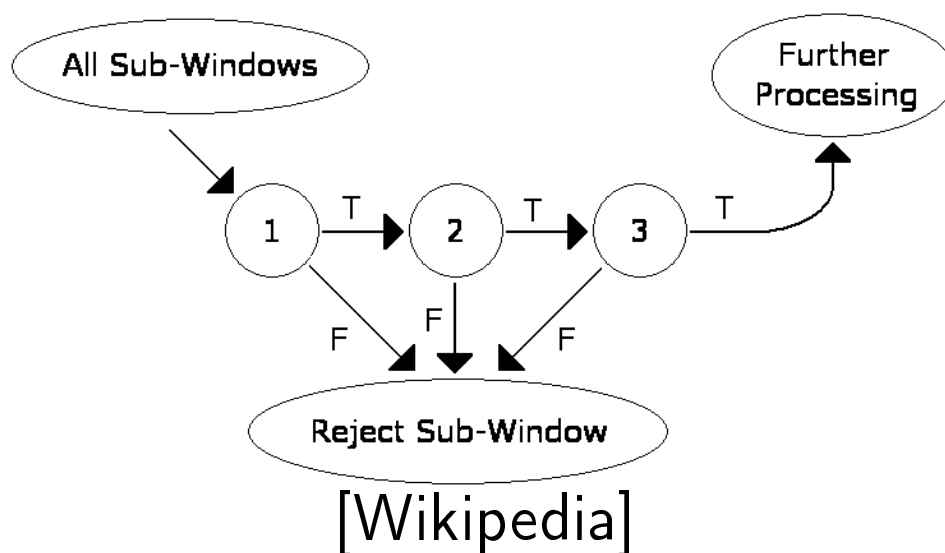 All Sub-Windows
Further
Processing
1
T
2
T
3
T
F
F
F
Reject Sub-Window
[Wikipedia]